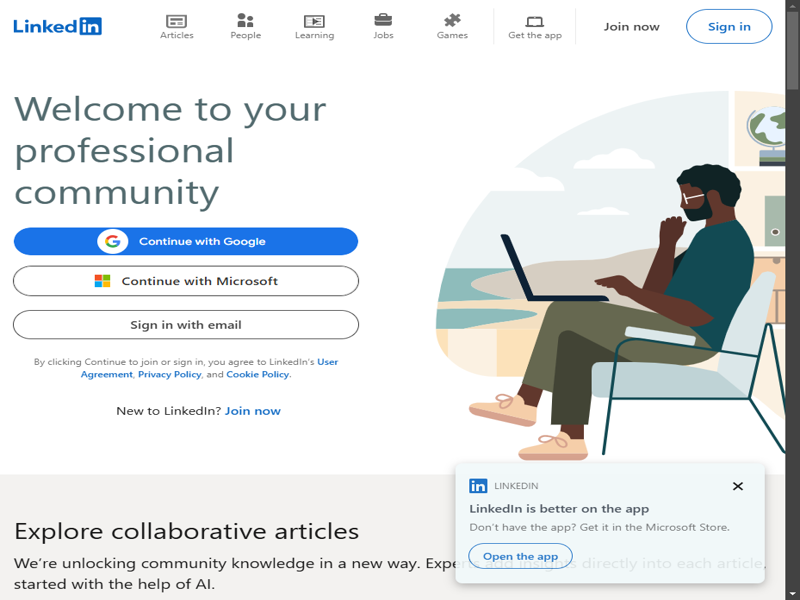 Linked in
Articles
People
Learning
Jobs
Games
Get the app
Join now
Sign in
Welcome to your
professional
community
Continue with Google
Continue with Microsoft
Sign in with email
By clicking Continue to join or sign in, you agree to LinkedIn's User
Agreement, Privacy Policy, and Cookie Policy.
New to LinkedIn? Join now
in LINKEDIN
LinkedIn is better on the app
Don't have the app? Get it in the Microsoft Store.
Open the app
Explore collaborative articles
We're unlocking community knowledge in a new way. Experts add insights directly into each article,
started with the help of AI.